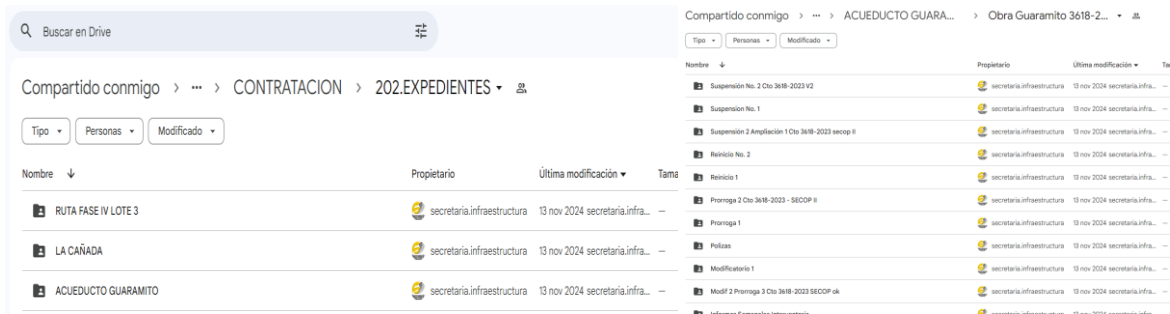 Buscar en Drive
Compartido conmigo > ... > CONTRATACION > 202.EXPEDIENTES
Tipo Personas Modificado
Nombre Propietario Última modificación Tama
RUTA FASE IV LOTE 3 secretaria.infraestructura 13 nov 2024 secretaria.infra... —
LA CAÑADA secretaria.infraestructura 13 nov 2024 secretaria.infra... —
ACUEDUCTO GUARAMITO secretaria.infraestructura 13 nov 2024 secretaria.infra... —
Compartido conmigo > ... > ACUEDUCTO GUARA... > Obra Guaramito 3618-2...
Tipo Personas Modificado
Nombre Propietario Última modificación Tam
Suspensión No. 2 Cto 3618-2023 V2 secretaria.infraestructura 13 nov 2024 secretaria.infra... —
Suspension No. 1 secretaria.infraestructura 13 nov 2024 secretaria.infra... —
Suspensión 2 Ampliación 1 Cto 3618-2023 secop II secretaria.infraestructura 13 nov 2024 secretaria.infra... —
Reinicio No. 2 secretaria.infraestructura 13 nov 2024 secretaria.infra... —
Reinicio 1 secretaria.infraestructura 13 nov 2024 secretaria.infra... —
Prorroga 2 Cto 3618-2023 - SECOP II secretaria.infraestructura 13 nov 2024 secretaria.infra... —
Prorroga 1 secretaria.infraestructura 13 nov 2024 secretaria.infra... —
Polizas secretaria.infraestructura 13 nov 2024 secretaria.infra... —
Modificatorio 1 secretaria.infraestructura 13 nov 2024 secretaria.infra... —
Modif 2 Prorroga 3 Cto 3618-2023 SECOP ok secretaria.infraestructura 13 nov 2024 secretaria.infra... —